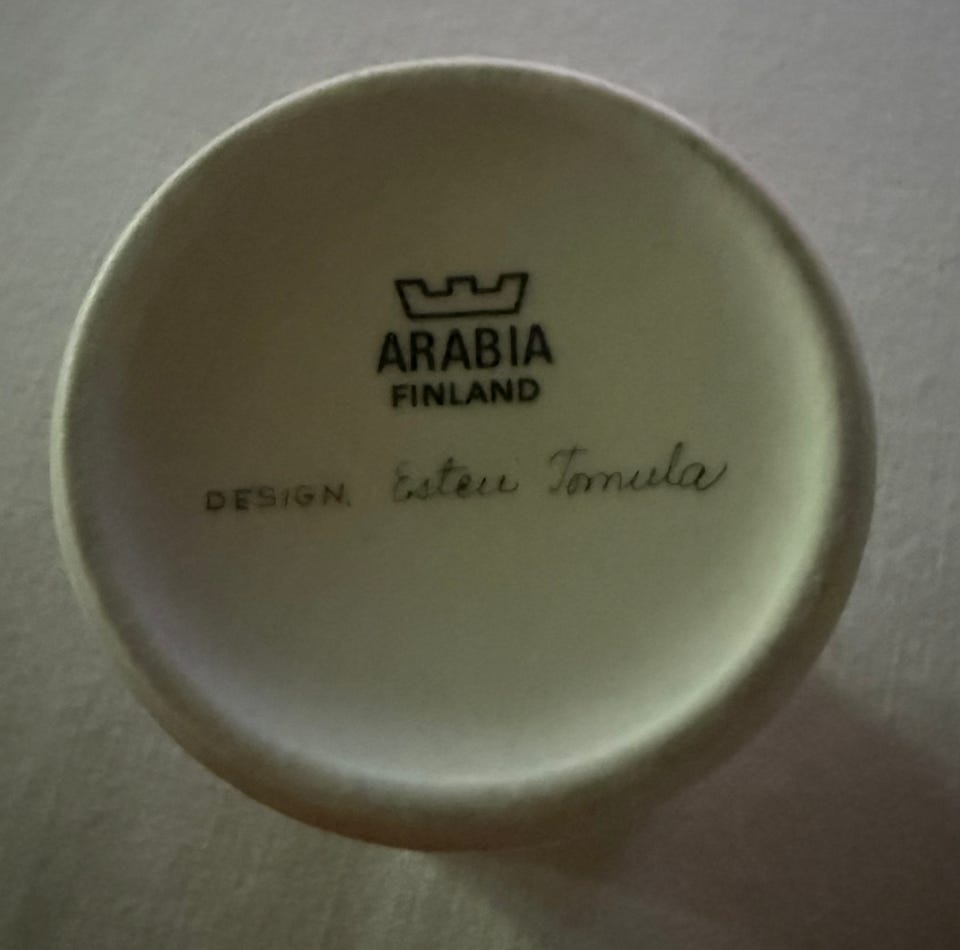 ARABIA
FINLAND
DESIGN. Esteri Tomula